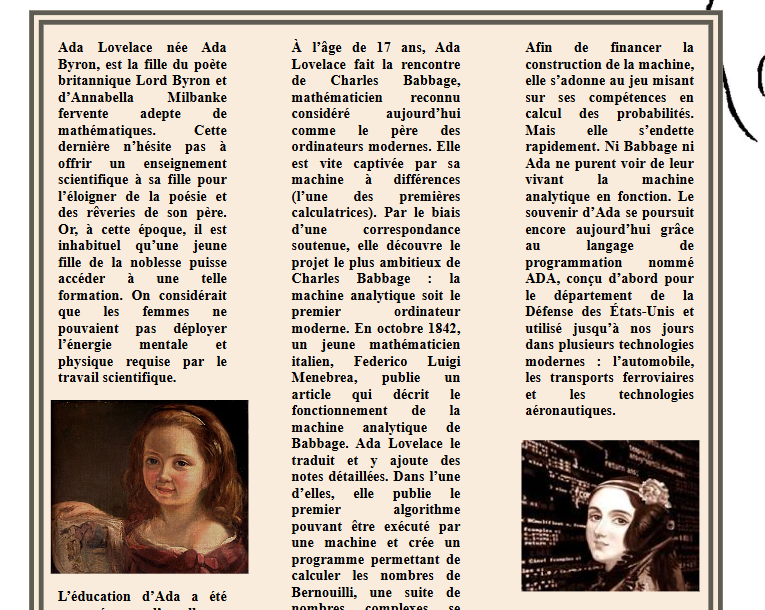 Ada Lovelace née Ada
Byron, est la fille du poète
britannique Lord Byron et
d’Annabella Milbanke
fervente adepte de
mathématiques. Cette
dernière n’hésite pas à
offrir un enseignement
scientifique à sa fille pour
l’éloigner de la poésie et
des rêveries de son père.
Or, à cette époque, il est
inhabituel qu’une jeune
fille de la noblesse puisse
accéder à une telle
formation. On considérait
que les femmes ne
pouvaient pas déployer
l’énergie mentale et
physique requise par le
travail scientifique.
L’éducation d’Ada a été
À l’âge de 17 ans, Ada
Lovelace fait la rencontre
de Charles Babbage,
mathématicien reconnu
considéré aujourd’hui
comme le père des
ordinateurs modernes. Elle
est vite captivée par sa
machine à différences
(l’une des premières
calculatrices). Par le biais
d’une correspondance
soutenue, elle découvre le
projet le plus ambitieux de
Charles Babbage : la
machine analytique soit le
premier ordinateur
moderne. En octobre 1842,
un jeune mathématicien
italien, Federico Luigi
Menebrea, publie un
article qui décrit le
fonctionnement de la
machine analytique de
Babbage. Ada Lovelace le
traduit et y ajoute des
notes détaillées. Dans l’une
d’elles, elle publie le
premier algorithme
pouvant être exécuté par
une machine et crée un
programme permettant de
calculer les nombres de
Bernouilli, une suite de
nombres complexes se
Afin de financer la
construction de la machine,
elle s’adonne au jeu misant
sur ses compétences en
calcul des probabilités.
Mais elle s’endette
rapidement. Ni Babbage ni
Ada ne purent voir de leur
vivant la machine
analytique en fonction. Le
souvenir d’Ada se poursuit
encore aujourd’hui grâce
au langage de
programmation nommé
ADA, conçu d’abord pour
le département de la
Défense des États-Unis et
utilisé jusqu’à nos jours
dans plusieurs technologies
modernes : l’automobile,
les transports ferroviaires
et les technologies
aéronautiques.